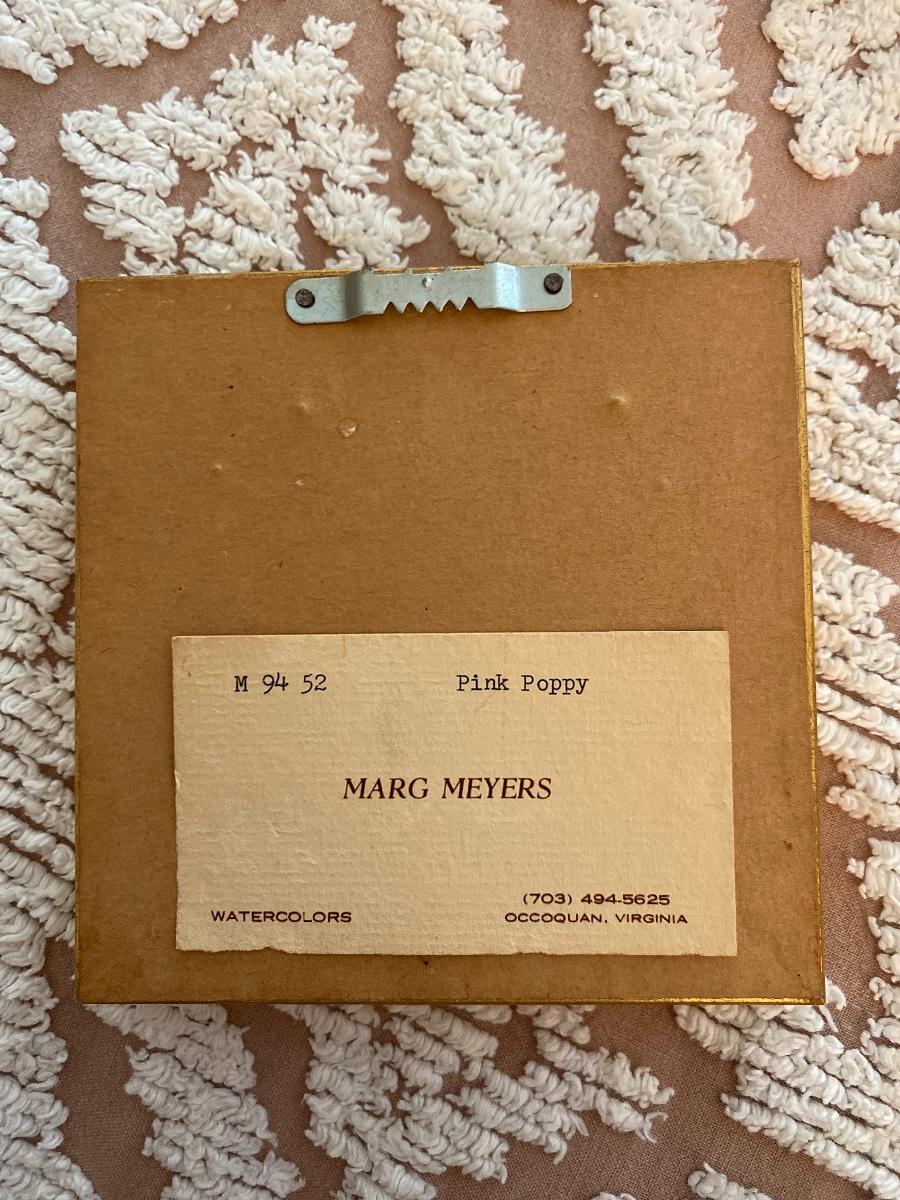 M 94 52 Pink Poppy
MARG MEYERS
(703) 494-5625
WATERCOLORS OCCOQUAN, VIRGINIA